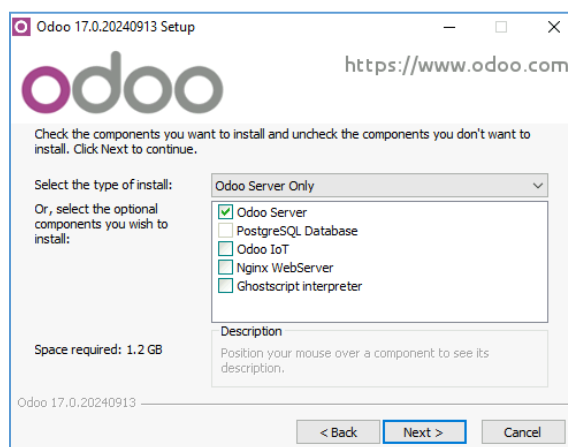 Odoo 17.0.20240913 Setup
odoo
https://www.odoo.com
Check the components you want to install and uncheck the components you don't want to
install. Click Next to continue.
Select the type of install:
Odoo Server Only
Or, select the optional
components you wish to
install:
Odoo Server
PostgreSQL Database
Odoo IoT
Nginx WebServer
Ghostscript interpreter
Space required: 1.2 GB
Description
Position your mouse over a component to see its
description.
Odoo 17.0.20240913
< Back
Next >
Cancel